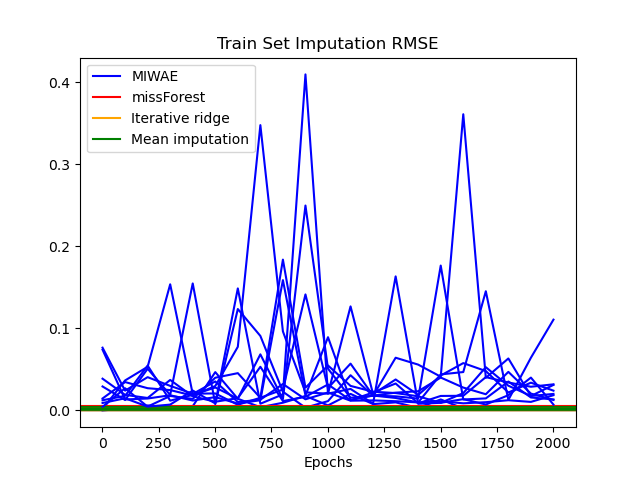 Train Set Imputation RMSE
MIWAE
missForest
Iterative ridge
Mean imputation
0.4
0.3
0.2
0.1
0.0
0 250 500 750 1000 1250 1500 1750 2000
Epochs